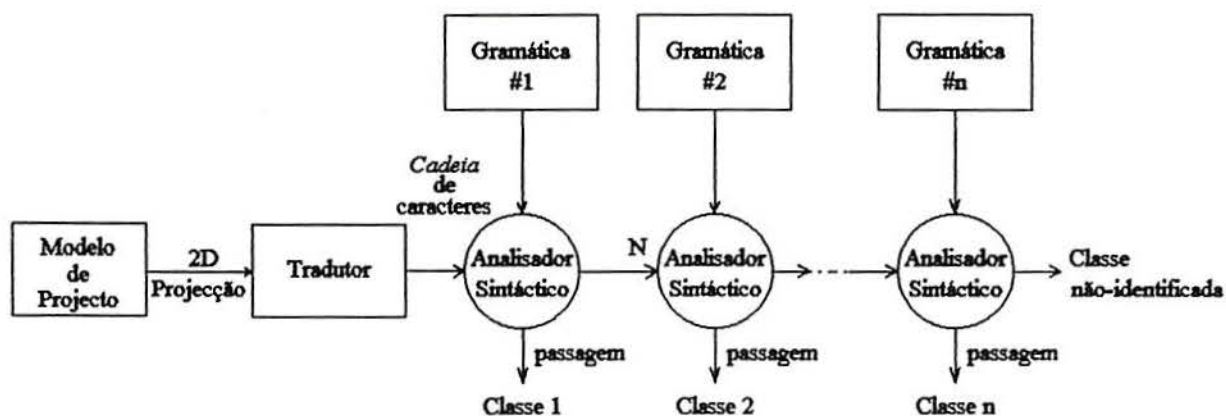 Gramática
#1
Gramática
#2
Gramática
#n
Cadeia
de
caracteres
Modelo
de
Projecto
2D
Projecção
Tradutor
Analisador
Sintáctico
N
Analisador
Sintáctico
Analisador
Sintáctico
Classe
não-identificada
passagem
passagem
passagem
Classe 1
Classe 2
Classe n